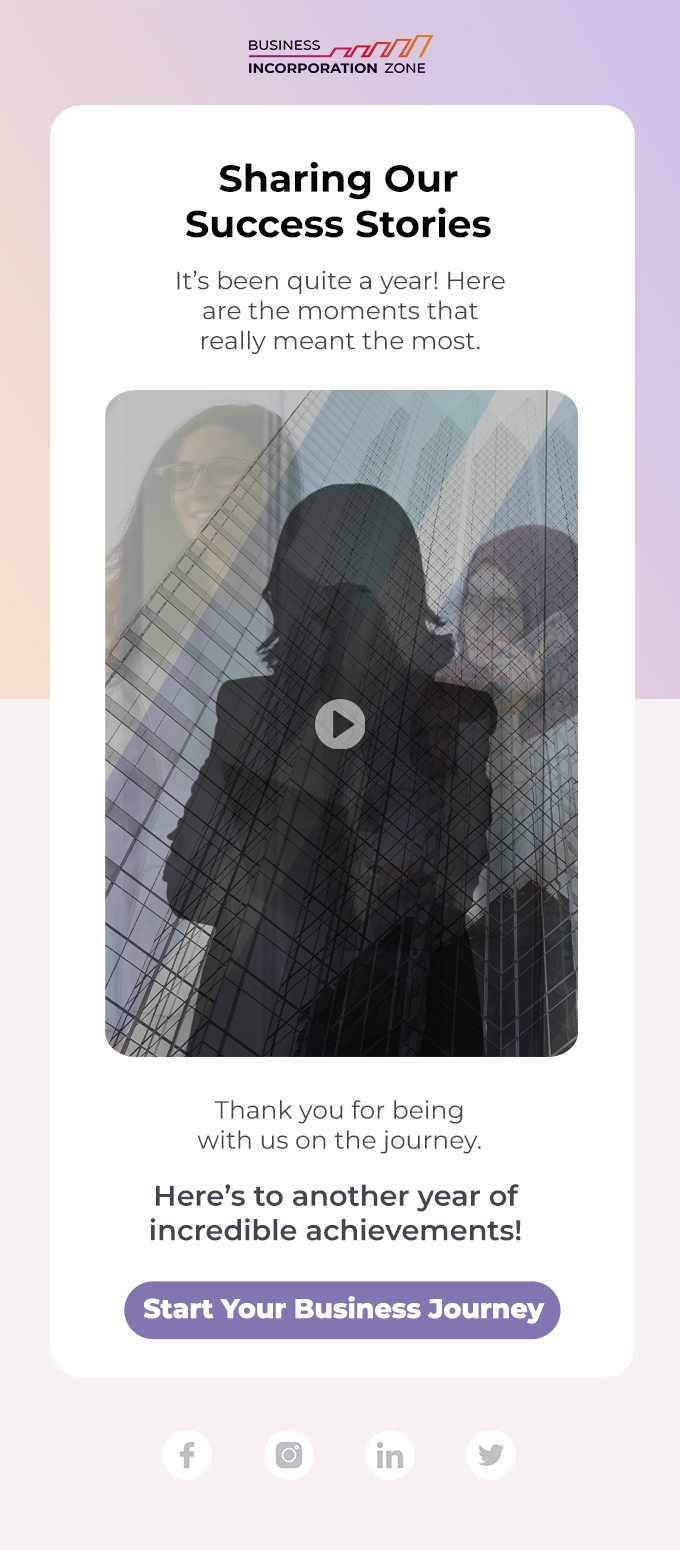 BUSINESS
INCORPORATION ZONE
Sharing Our
Success Stories
It’s been quite a year! Here
are the moments that
really meant the most.
Thank you for being
with us on the journey.
Here’s to another year of
incredible achievements!
Start Your Business Journey